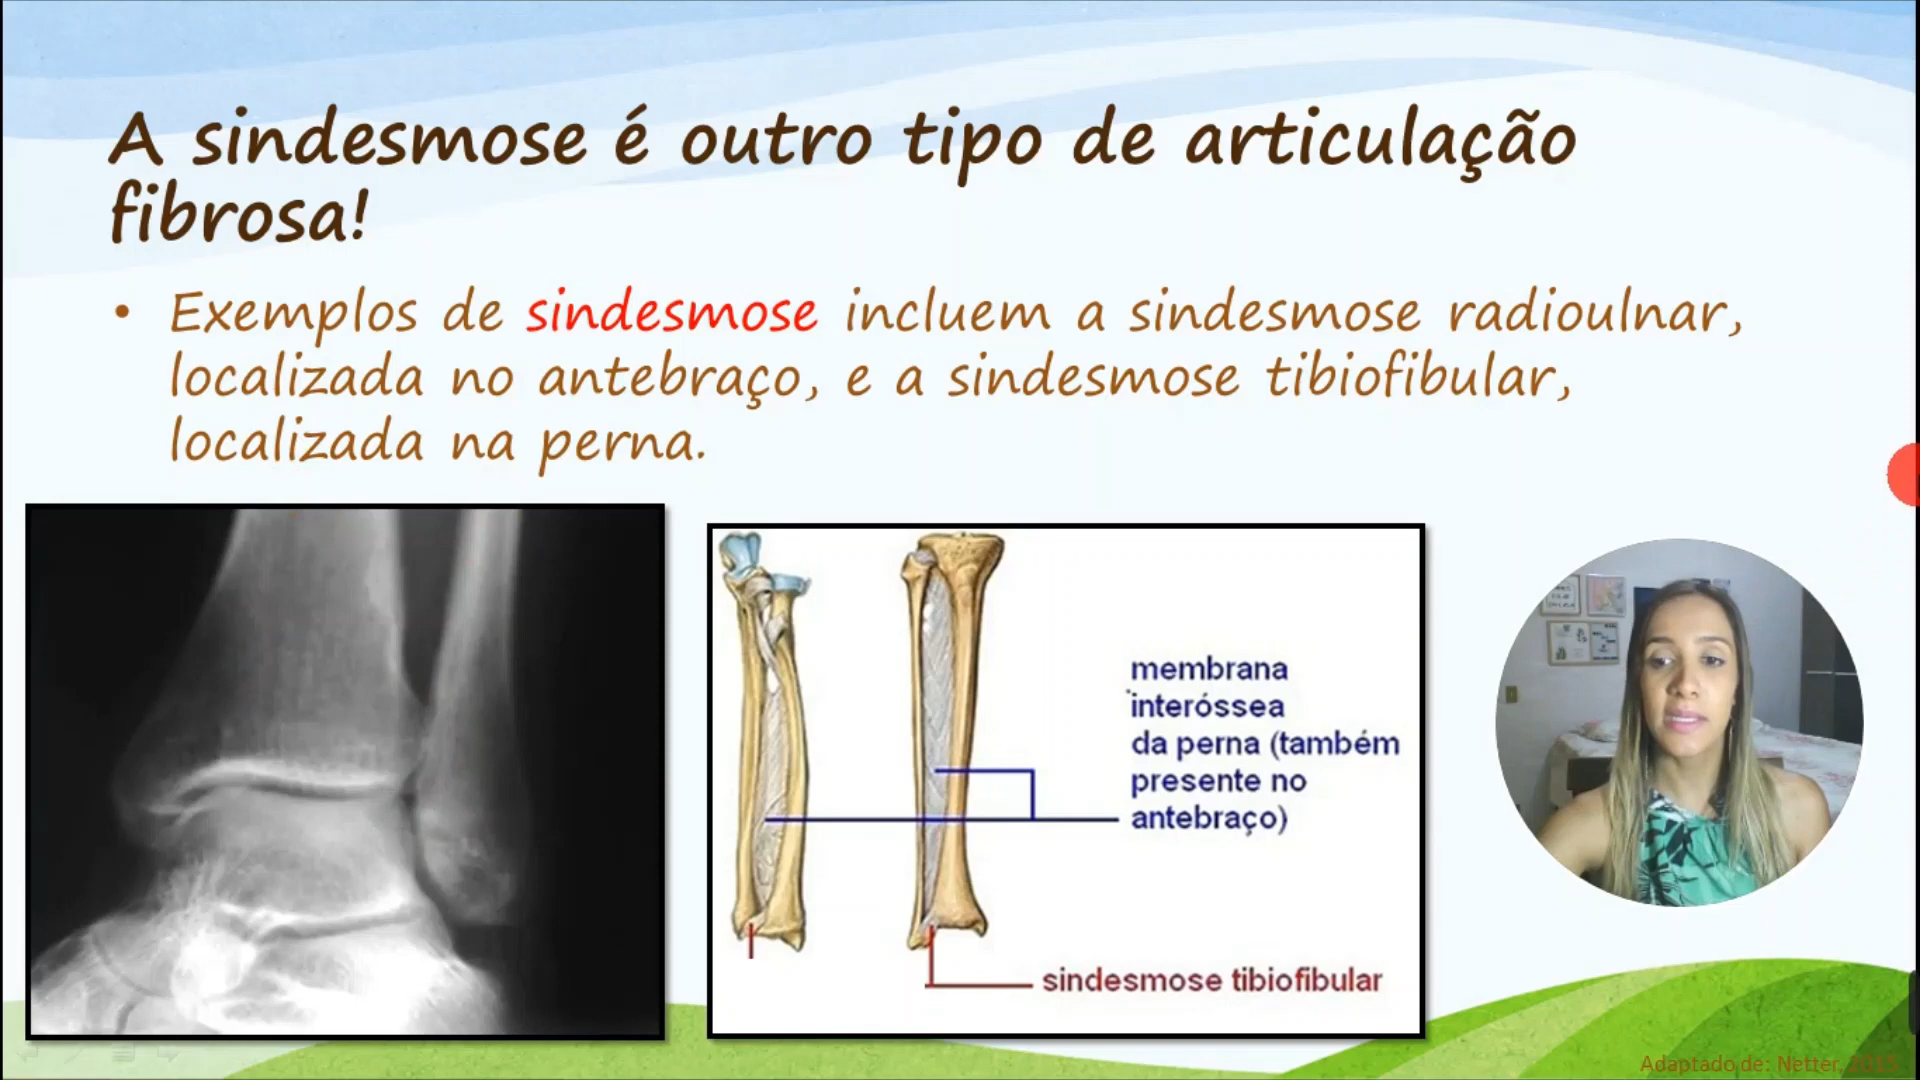 A sindesmose é outro tipo de articulação
fibrosa!
• Exemplos de sindesmose incluem a sindesmose radioulnar,
localizada no antebraço, e a sindesmose tibiofibular,
localizada na perna.
membrana
interóssea
da perna (também
presente no
antebraço)
sindesmose tibiofibular
Adaptado de: Netter, 2015